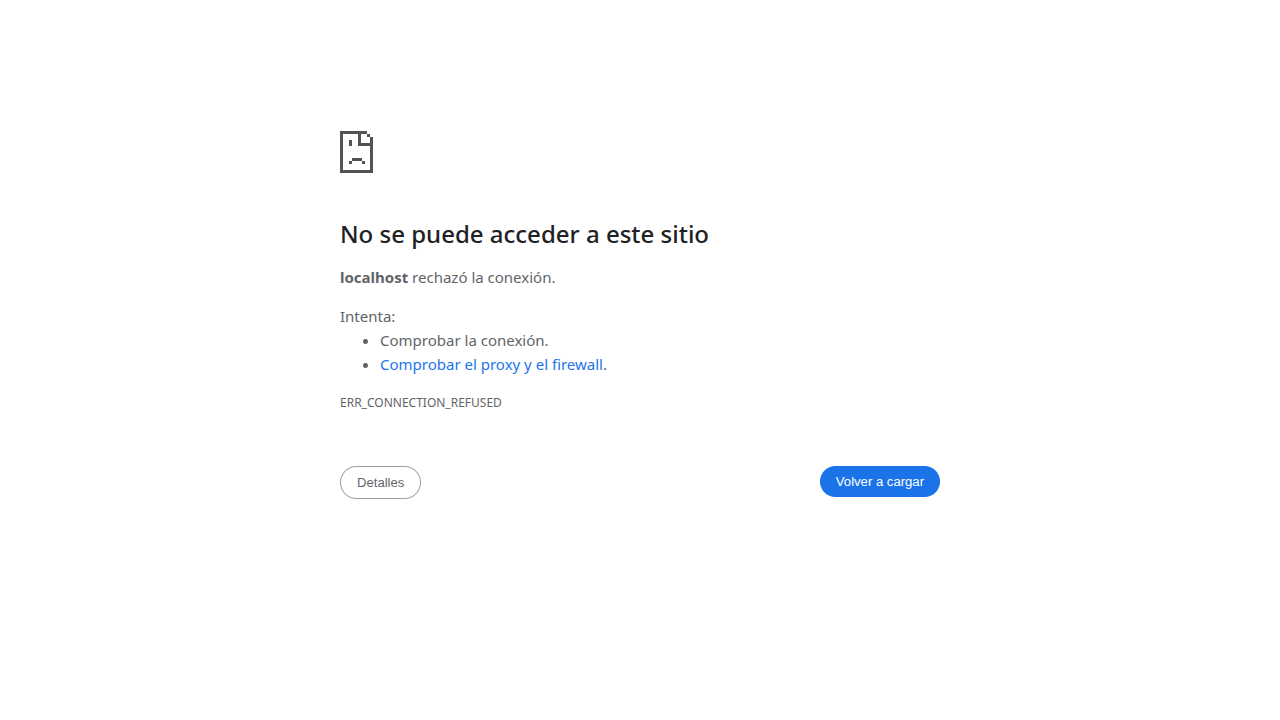 No se puede acceder a este sitio
localhost rechazó la conexión.
Intenta:
Comprobar la conexión.
Comprobar el proxy y el firewall.
ERR_CONNECTION_REFUSED
Detalles
Volver a cargar